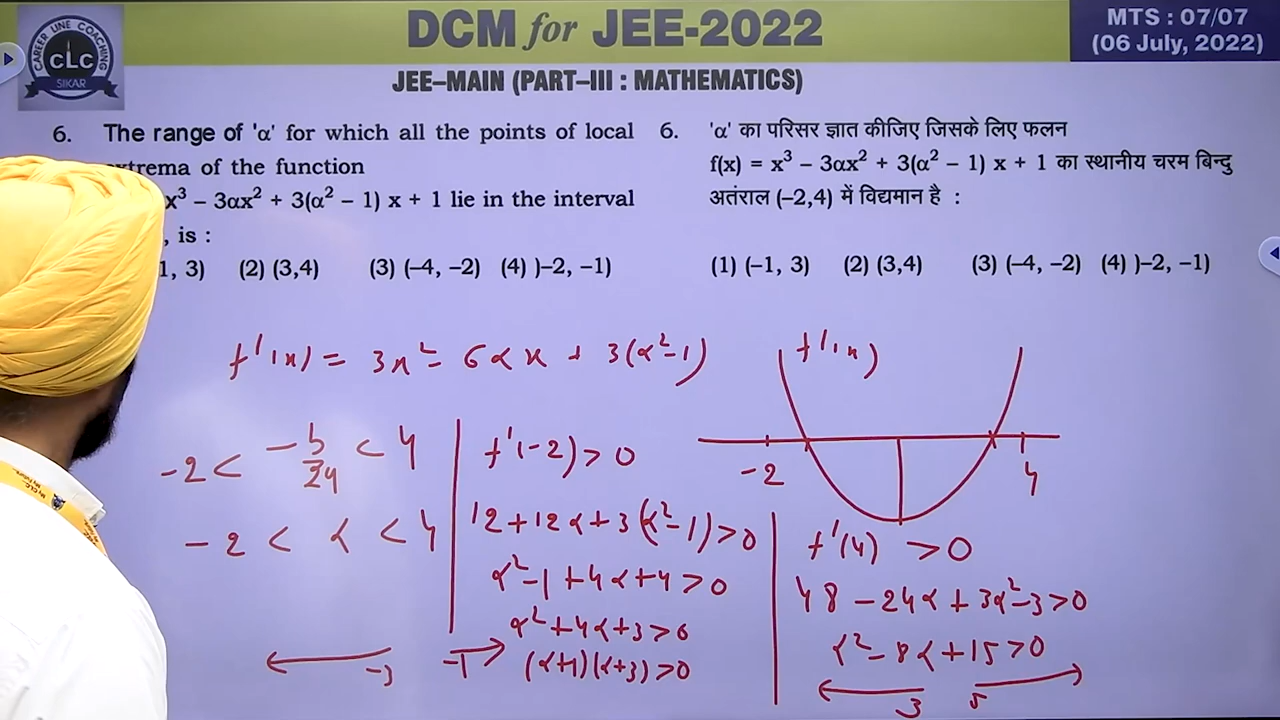 DCM for JEE-2022
MTS : 07/07
(06 July, 2022)
CAREER LINE COACHING
CLC
SIKAR
JEE–MAIN (PART–III : MATHEMATICS)
6. The range of 'α' for which all the points of local
extrema of the function
x³ – 3αx² + 3(α² – 1) x + 1 lie in the interval
, is :
1, 3) (2) (3,4) (3) (–4, –2) (4) )–2, –1)
6. 'α' का परिसर ज्ञात कीजिए जिसके लिए फलन
f(x) = x³ – 3αx² + 3(α² – 1) x + 1 का स्थानीय चरम बिन्दु
अतंराल (–2,4) में विद्यमान है :
(1) (–1, 3) (2) (3,4) (3) (–4, –2) (4) )–2, –1)
f'(x) = 3x² – 6αx + 3(α²–1)
-2 < -b/2a < 4
-2 < α < 4
-3 -1
f'(-2) > 0
12+12α+3(α²-1)>0
α²-1+4α+4>0
α²+4α+3>0
(α+1)(α+3)>0
f'(x)
-2 4
f'(4) > 0
48 – 24α + 3α²–3>0
α²–8α+15>0
3 5